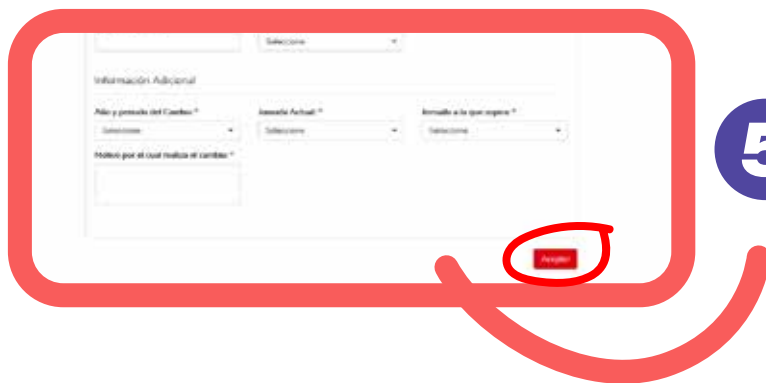 Seleccione
Información Adicional
Año y periodo del Cambio * Jornada Actual * Jornada a la que aspira *
Seleccione Seleccione Seleccione
Motivo por el cual realiza el cambio *
Aceptar
5